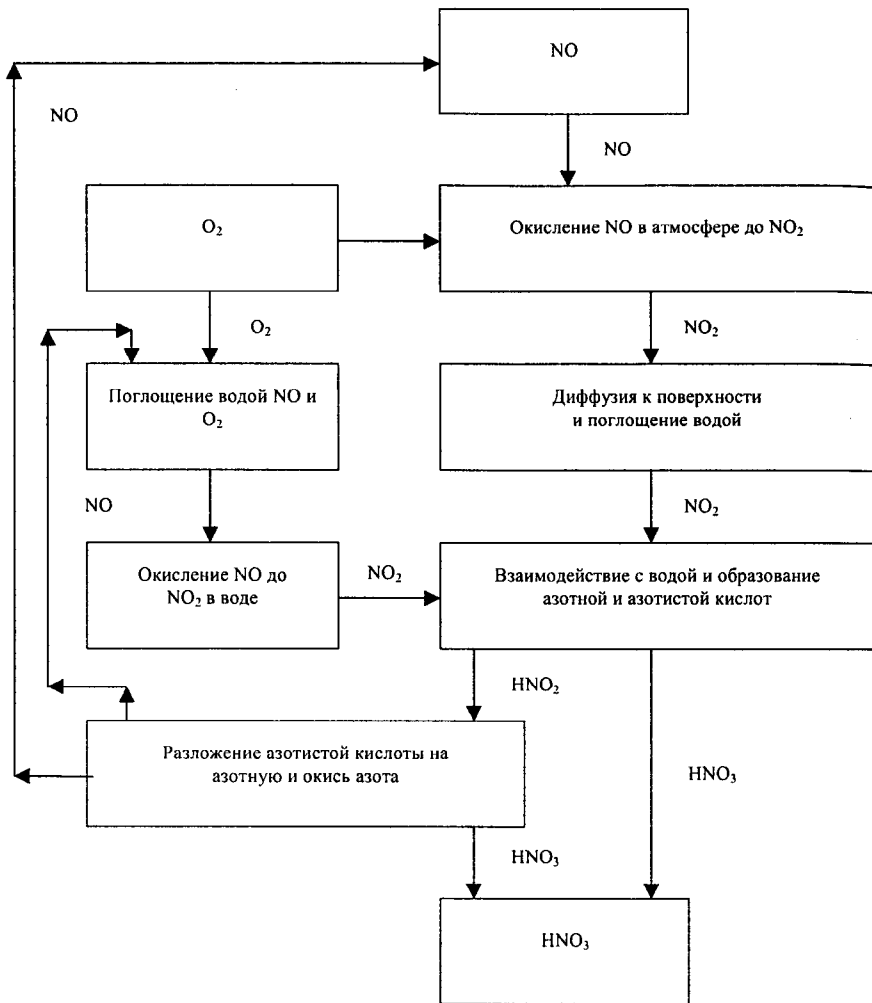 NO
NO
NO
O₂
Окисление NO в атмосфере до NO₂
O₂
NO₂
Поглощение водой NO и
O₂
Диффузия к поверхности
и поглощение водой
NO
NO₂
Окисление NO до
NO₂ в воде
NO₂
Взаимодействие с водой и образование
азотной и азотистой кислот
HNO₂
Разложение азотистой кислоты на
азотную и окись азота
HNO₃
HNO₃
HNO₃